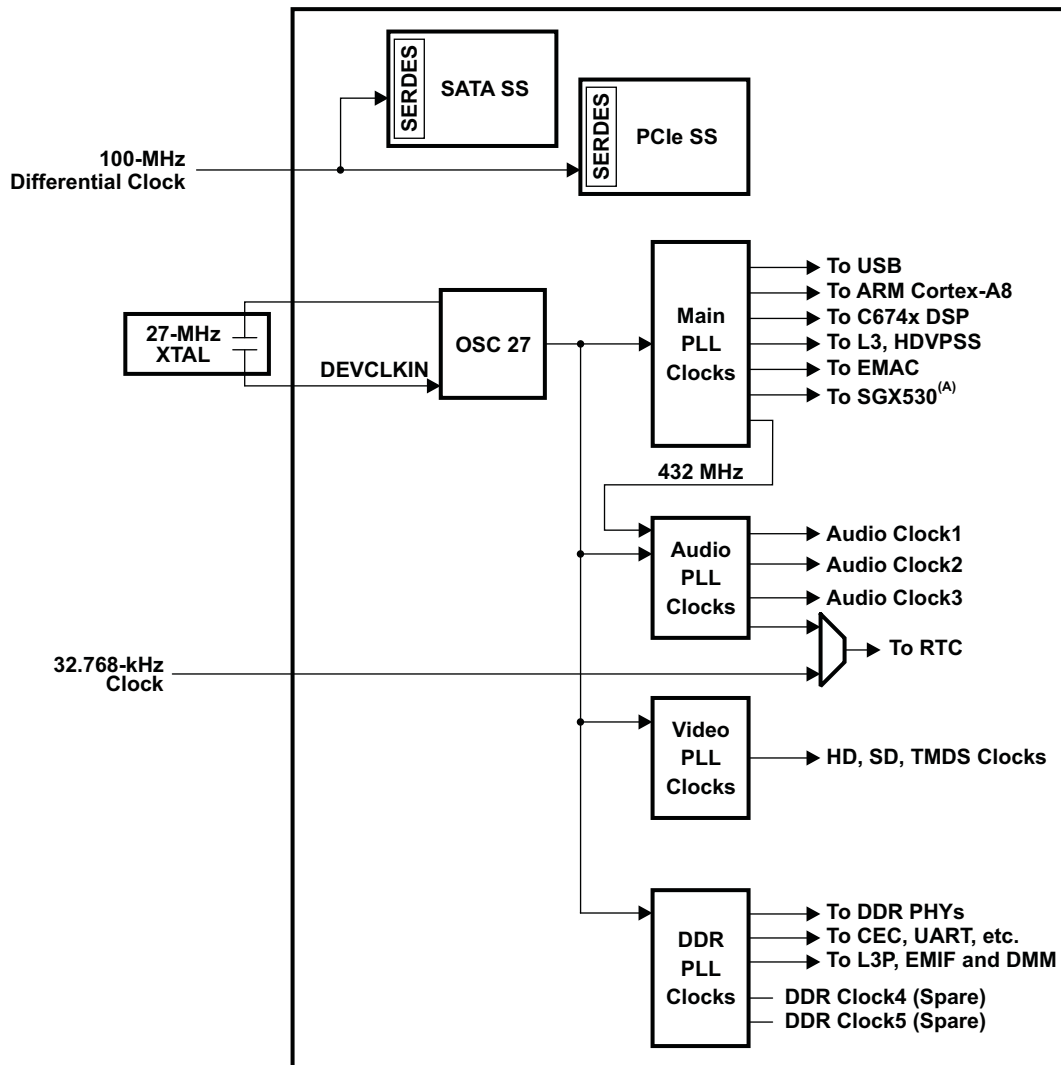 SERDES
SATA SS
SERDES
PCIe SS
100-MHz
Differential Clock
27-MHz
XTAL
DEVCLKIN
OSC 27
Main
PLL
Clocks
To USB
To ARM Cortex-A8
To C674x DSP
To L3, HDVPSS
To EMAC
To SGX530(A)
432 MHz
Audio
PLL
Clocks
Audio Clock1
Audio Clock2
Audio Clock3
To RTC
32.768-kHz
Clock
Video
PLL
Clocks
HD, SD, TMDS Clocks
DDR
PLL
Clocks
To DDR PHYs
To CEC, UART, etc.
To L3P, EMIF and DMM
DDR Clock4 (Spare)
DDR Clock5 (Spare)